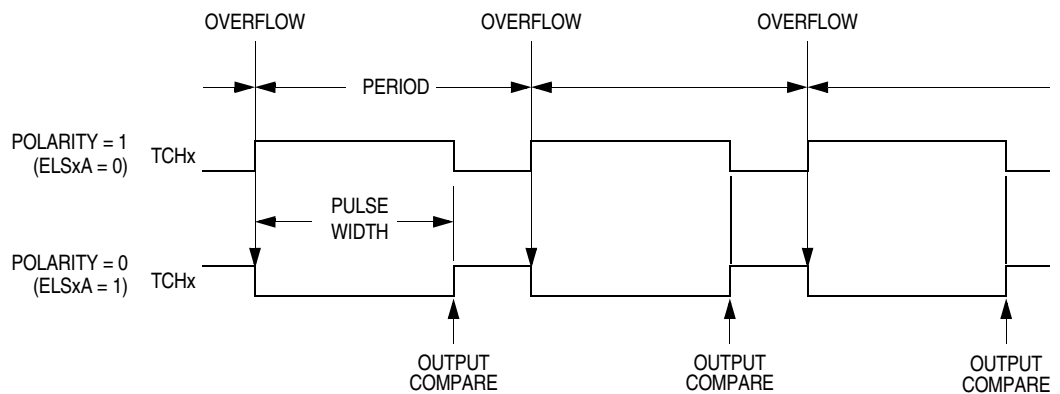 OVERFLOW
OVERFLOW
OVERFLOW
PERIOD
POLARITY = 1
(ELSxA = 0)
TCHx
PULSE
WIDTH
POLARITY = 0
(ELSxA = 1)
TCHx
OUTPUT
COMPARE
OUTPUT
COMPARE
OUTPUT
COMPARE